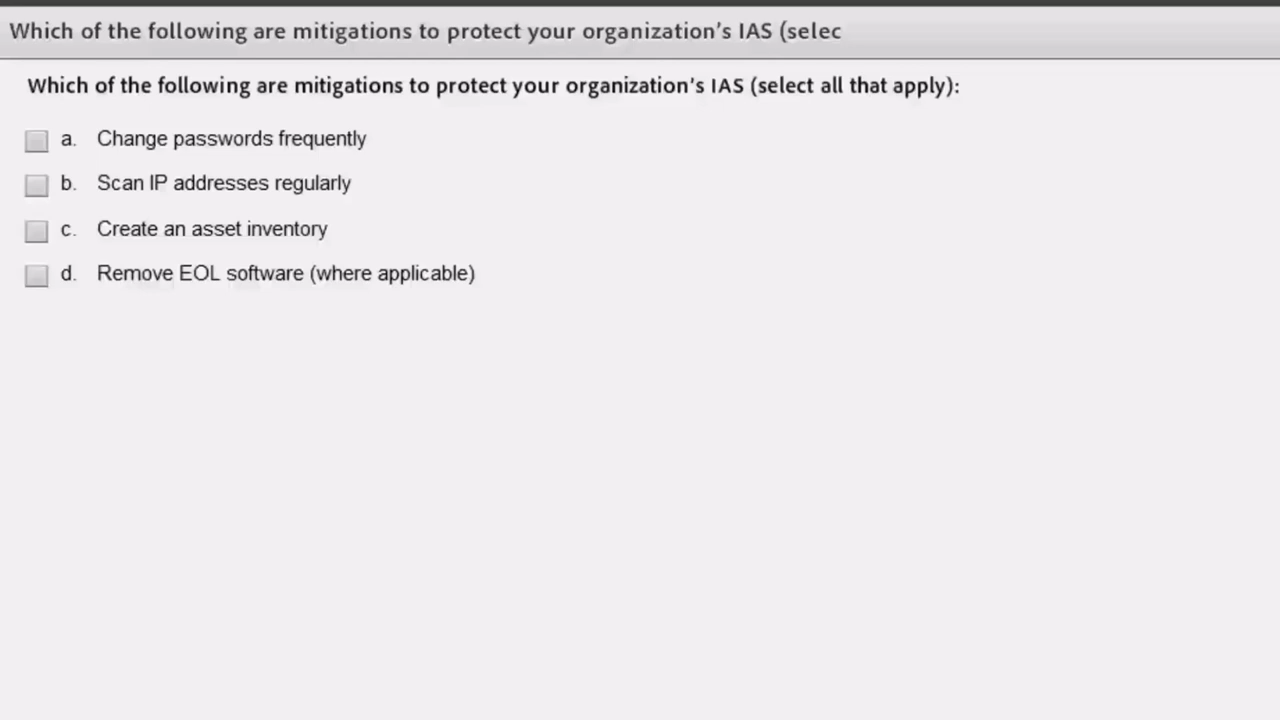 Which of the following are mitigations to protect your organization's IAS (selec
Which of the following are mitigations to protect your organization's IAS (select all that apply):
a. Change passwords frequently
b. Scan IP addresses regularly
c. Create an asset inventory
d. Remove EOL software (where applicable)